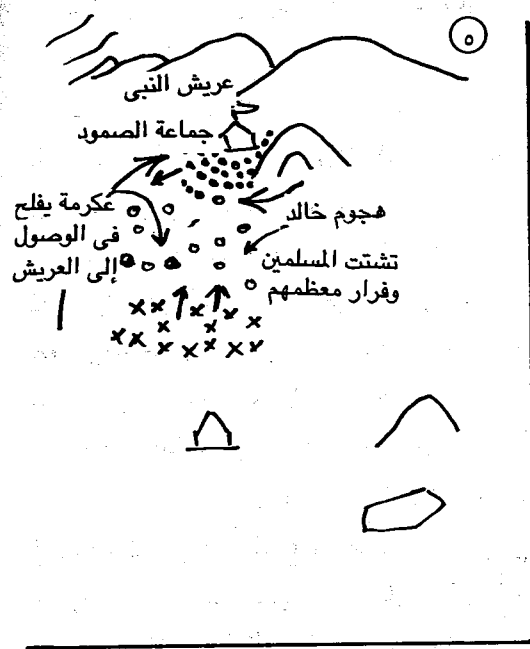 ٥
عريش النبى
جماعة الصمود
عكرمة يفلح
فى الوصول
إلى العريش
هجوم خالد
تشتت المسلمين
وفرار معظمهم